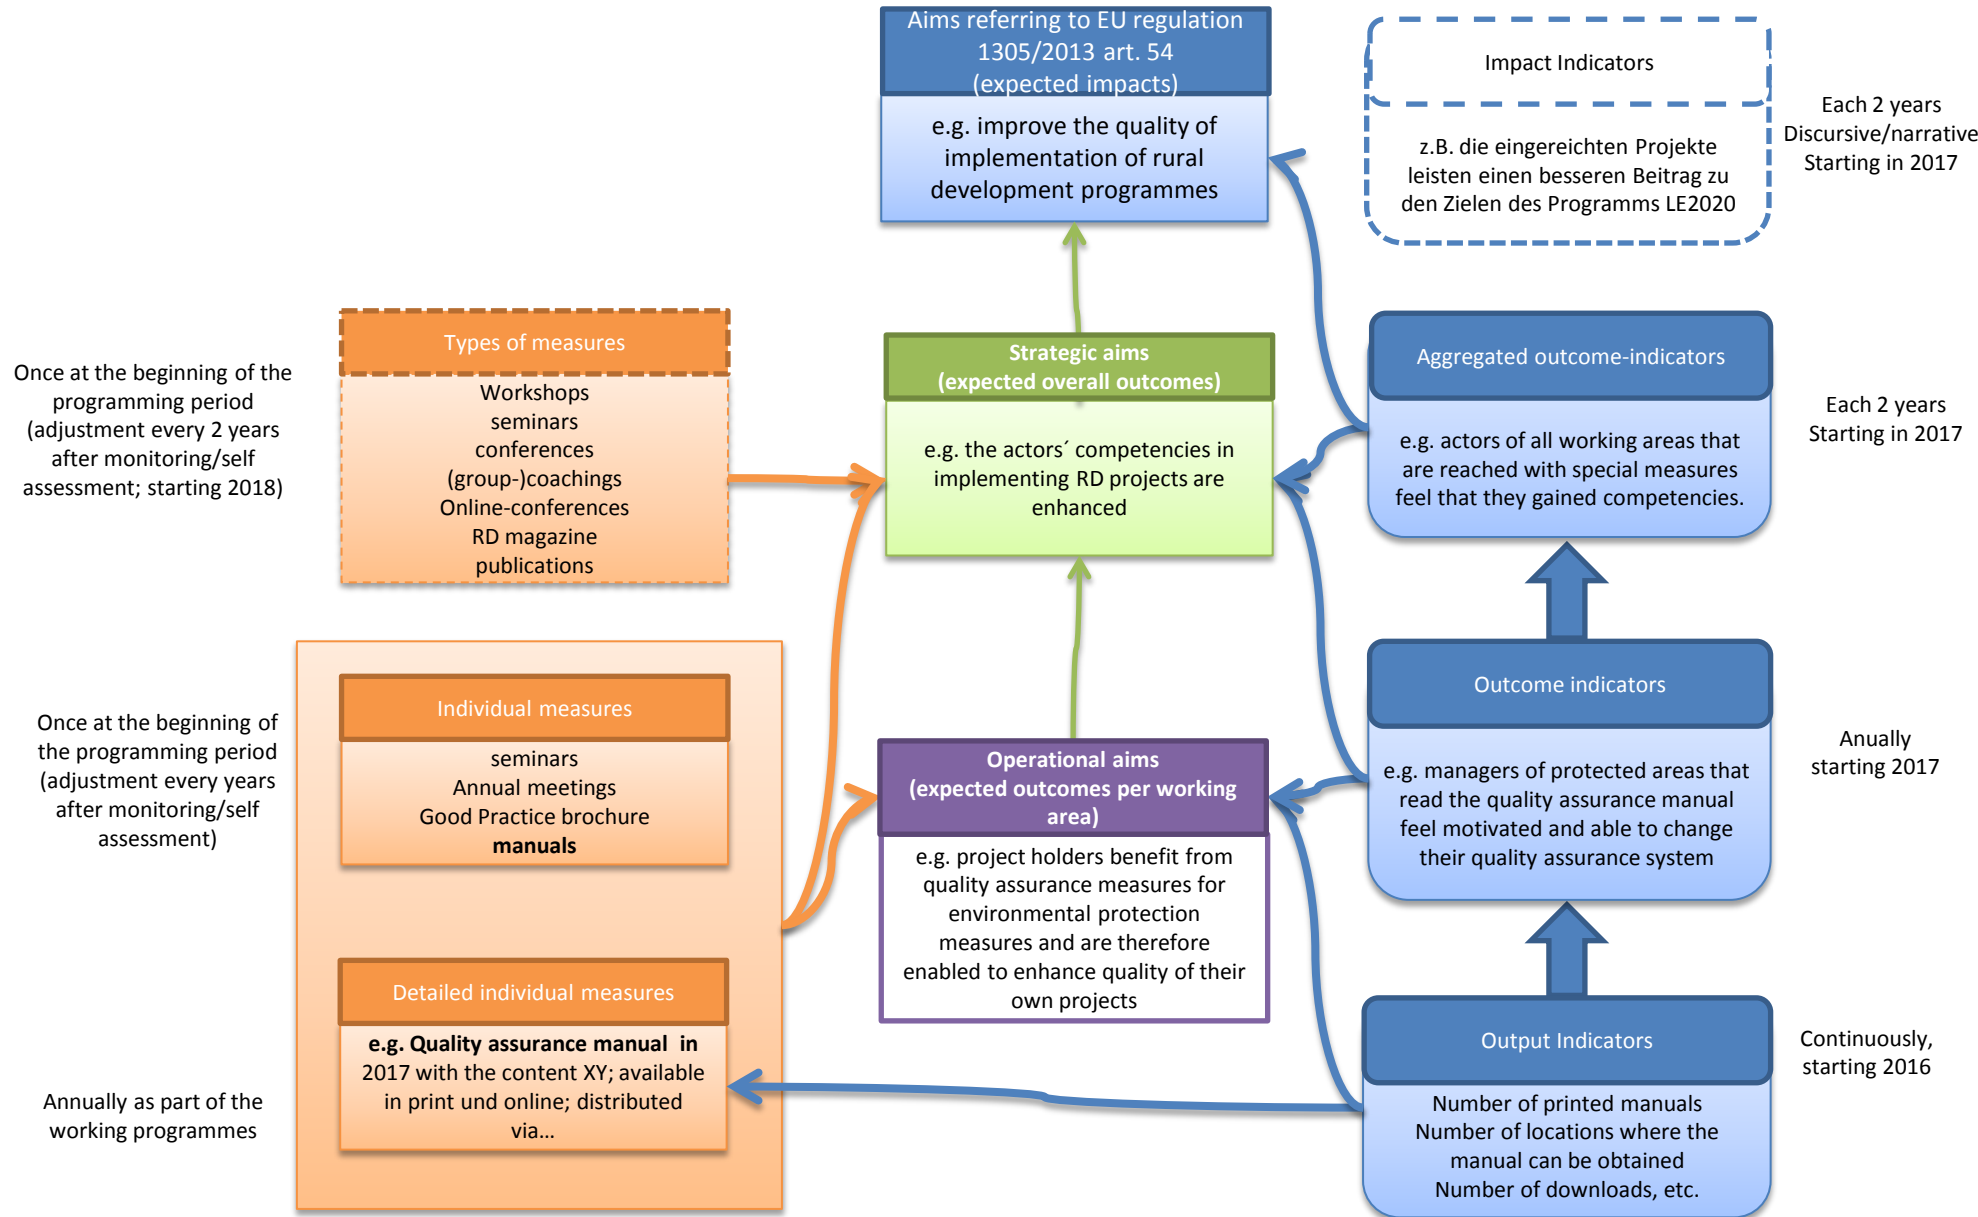 Aims referring to EU regulation
1305/2013 art. 54
(expected impacts)
e.g. improve the quality of
implementation of rural
development programmes
Impact Indicators
z.B. die eingereichten Projekte
leisten einen besseren Beitrag zu
den Zielen des Programms LE2020
Each 2 years
Discursive/narrative
Starting in 2017
Once at the beginning of the
programming period
(adjustment every 2 years
after monitoring/self
assessment; starting 2018)
Types of measures
Workshops
seminars
conferences
(group-)coachings
Online-conferences
RD magazine
publications
Strategic aims
(expected overall outcomes)
e.g. the actors´ competencies in
implementing RD projects are
enhanced
Aggregated outcome-indicators
e.g. actors of all working areas that
are reached with special measures
feel that they gained competencies.
Each 2 years
Starting in 2017
Once at the beginning of
the programming period
(adjustment every years
after monitoring/self
assessment)
Individual measures
seminars
Annual meetings
Good Practice brochure
manuals
Operational aims
(expected outcomes per working
area)
e.g. project holders benefit from
quality assurance measures for
environmental protection
measures and are therefore
enabled to enhance quality of their
own projects
Outcome indicators
e.g. managers of protected areas that
read the quality assurance manual
feel motivated and able to change
their quality assurance system
Anually
starting 2017
Annually as part of the
working programmes
Detailed individual measures
e.g. Quality assurance manual in
2017 with the content XY; available
in print und online; distributed
via…
Output Indicators
Number of printed manuals
Number of locations where the
manual can be obtained
Number of downloads, etc.
Continuously,
starting 2016